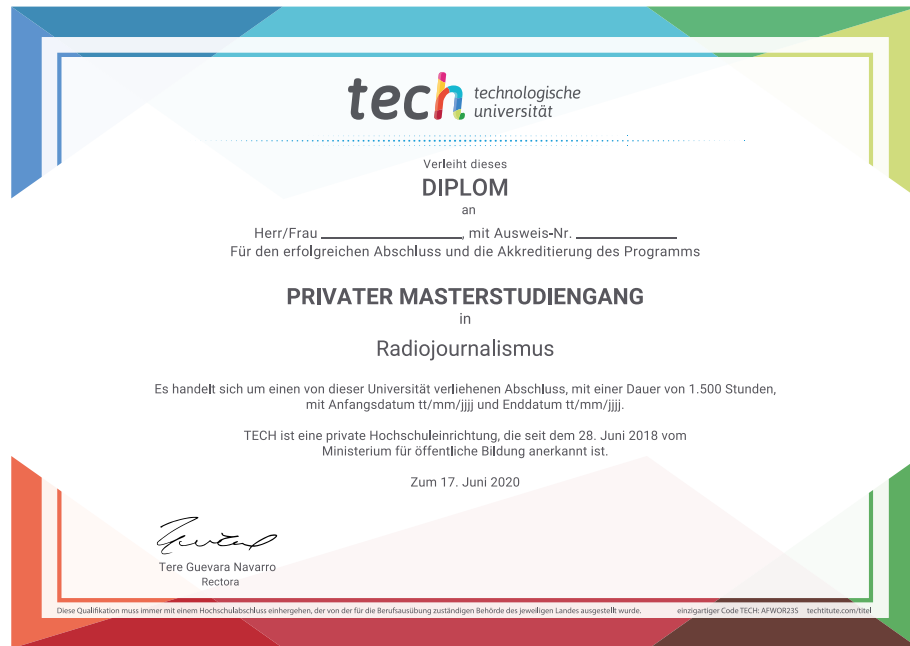 tech technologische
universität
Verleiht dieses
DIPLOM
an
Herr/Frau ____________________, mit Ausweis-Nr. ______________
Für den erfolgreichen Abschluss und die Akkreditierung des Programms
PRIVATER MASTERSTUDIENGANG
in
Radiojournalismus
Es handelt sich um einen von dieser Universität verliehenen Abschluss, mit einer Dauer von 1.500 Stunden,
mit Anfangsdatum tt/mm/jjjj und Enddatum tt/mm/jjjj.
TECH ist eine private Hochschuleinrichtung, die seit dem 28. Juni 2018 vom
Ministerium für öffentliche Bildung anerkannt ist.
Zum 17. Juni 2020
Tere Guevara Navarro
Rectora
Diese Qualifikation muss immer mit einem Hochschulabschluss einhergehen, der von der für die Berufsausübung zuständigen Behörde des jeweiligen Landes ausgestellt wurde. einzigartiger Code TECH: AFWOR235 techtitute.com/titel